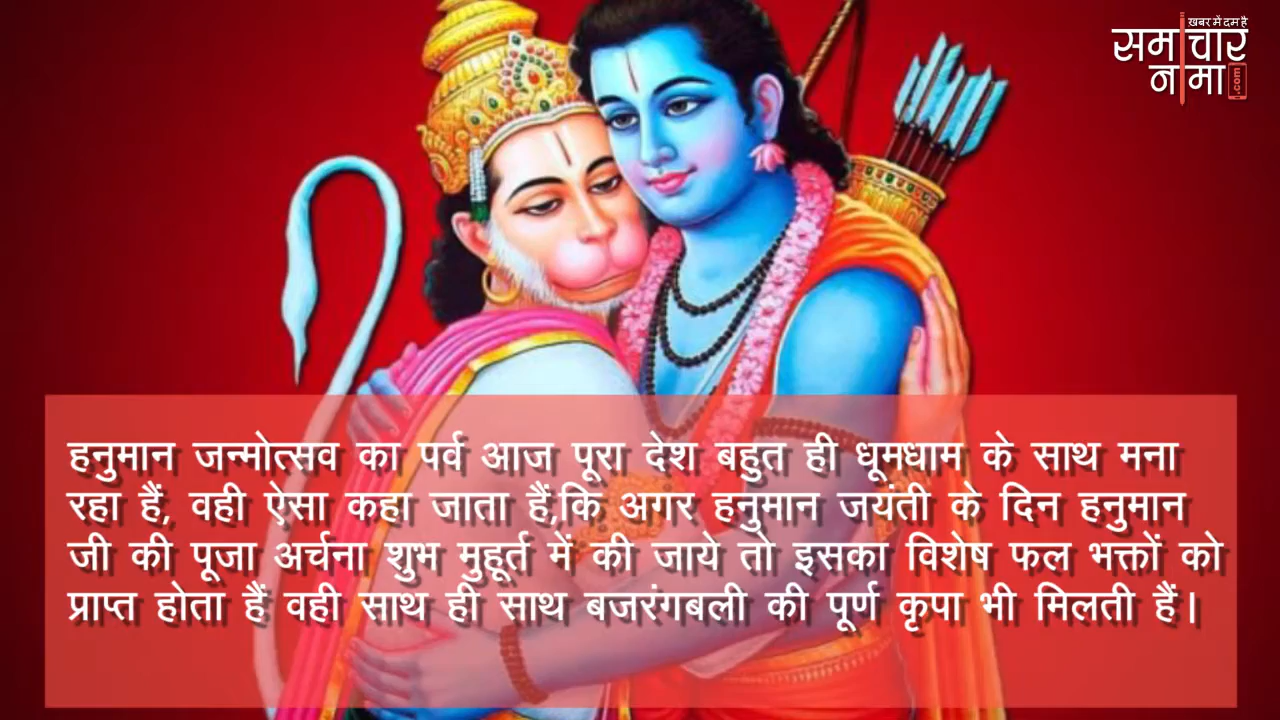 खबर में दम है
समाचार
नामा
.com
हनुमान जन्मोत्सव का पर्व आज पूरा देश बहुत ही धूमधाम के साथ मना
रहा हैं, वही ऐसा कहा जाता हैं,कि अगर हनुमान जयंती के दिन हनुमान
जी की पूजा अर्चना शुभ मुहूर्त में की जाये तो इसका विशेष फल भक्तों को
प्राप्त होता हैं वही साथ ही साथ बजरंगबली की पूर्ण कृपा भी मिलती हैं।